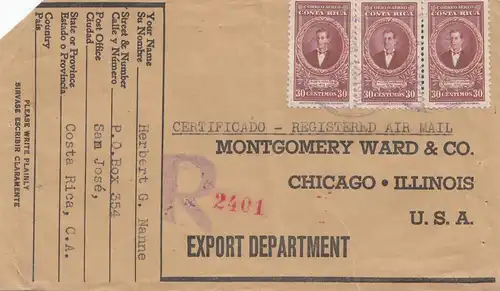 CORREO AEREO CORREO AEREO CORREO AEREO
COSTA RICA COSTA RICA COSTA RICA
30 CENTIMOS 30 30 CENTIMOS 30 30 CENTIMOS 30
CERTIFICADO - REGISTERED AIR MAIL
MONTGOMERY WARD & CO.
CHICAGO • ILLINOIS
U. S. A.
EXPORT DEPARTMENT
R
2401
Your Name
Su Nombre Herbert G. Nanne
Street & Number
Calle y Número P.O.Box 354
Post Office
Ciudad San José,
State or Province
Estado o Provincia Costa Rica, C.A.
Country
País
PLEASE WRITE PLAINLY
SIRVASE ESCRIBIR CLARAMENTE